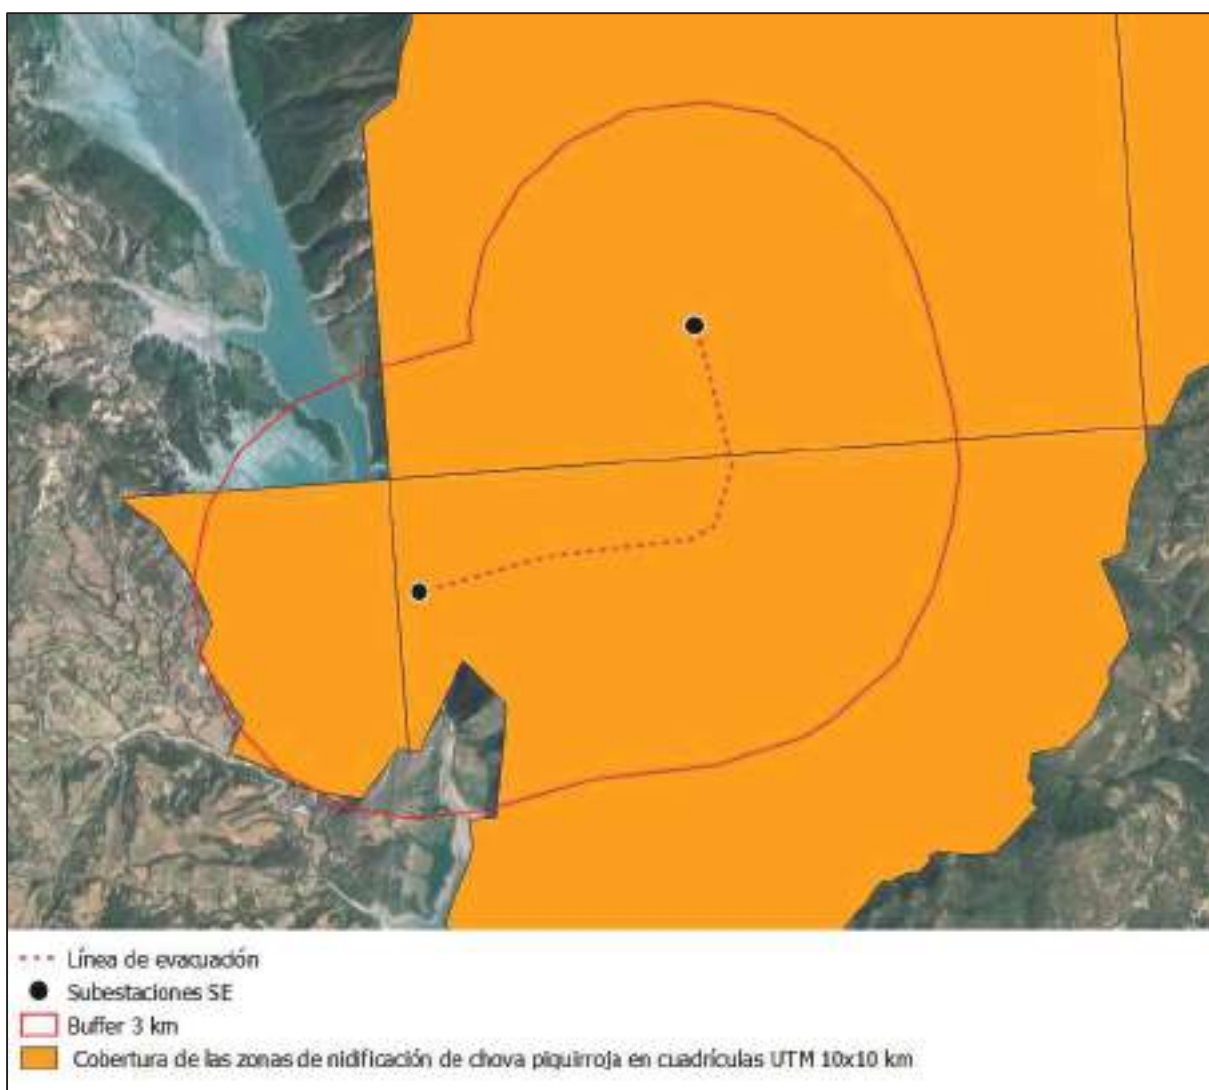 Línea de evacuación
Subestaciones SE
Buffer 3 km
Cobertura de las zonas de nidificación de chova piquirroja en cuadrículas UTM 10x10 km